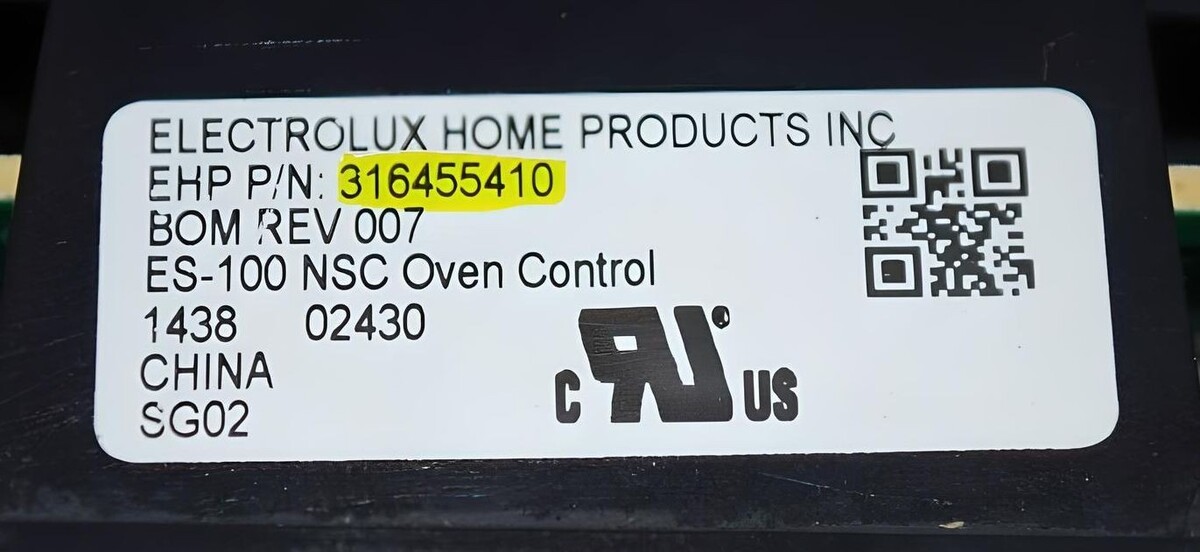 ELECTROLUX HOME PRODUCTS INC
EHP P/N: 316455410
BOM REV 007
ES-100 NSC Oven Control
1438 02430
CHINA
SG02
C RU US